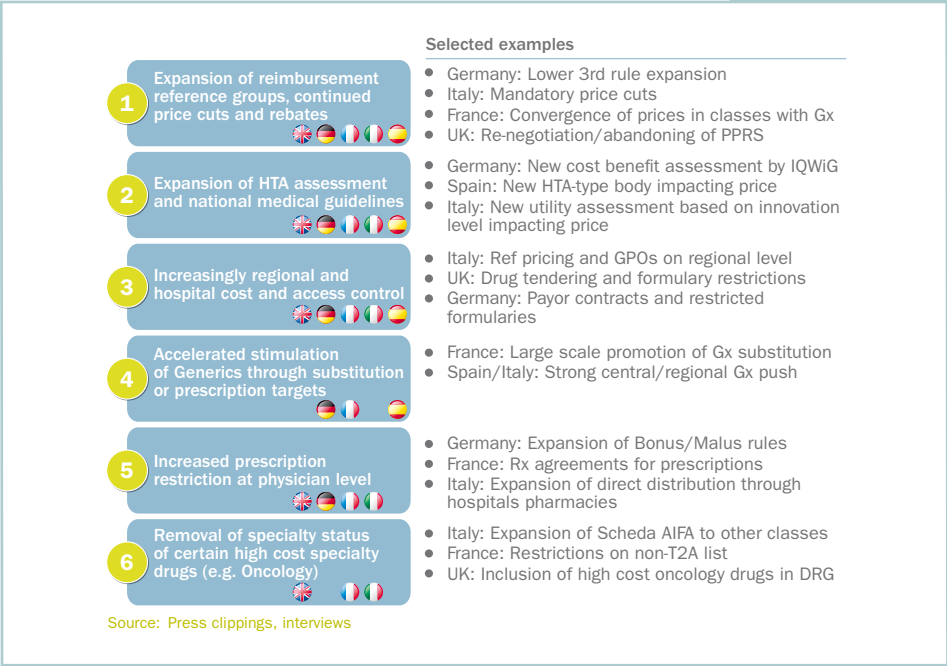 Selected examples
1
Expansion of reimbursement
reference groups, continued
price cuts and rebates
Germany: Lower 3rd rule expansion
Italy: Mandatory price cuts
France: Convergence of prices in classes with Gx
UK: Re-negotiation/abandoning of PPRS
2
Expansion of HTA assessment
and national medical guidelines
Germany: New cost benefit assessment by IQWiG
Spain: New HTA-type body impacting price
Italy: New utility assessment based on innovation
level impacting price
3
Increasingly regional and
hospital cost and access control
Italy: Ref pricing and GPOs on regional level
UK: Drug tendering and formulary restrictions
Germany: Payor contracts and restricted
formularies
4
Accelerated stimulation
of Generics through substitution
or prescription targets
France: Large scale promotion of Gx substitution
Spain/Italy: Strong central/regional Gx push
5
Increased prescription
restriction at physician level
Germany: Expansion of Bonus/Malus rules
France: Rx agreements for prescriptions
Italy: Expansion of direct distribution through
hospitals pharmacies
6
Removal of specialty status
of certain high cost specialty
drugs (e.g. Oncology)
Italy: Expansion of Scheda AIFA to other classes
France: Restrictions on non-T2A list
UK: Inclusion of high cost oncology drugs in DRG
Source: Press clippings, interviews